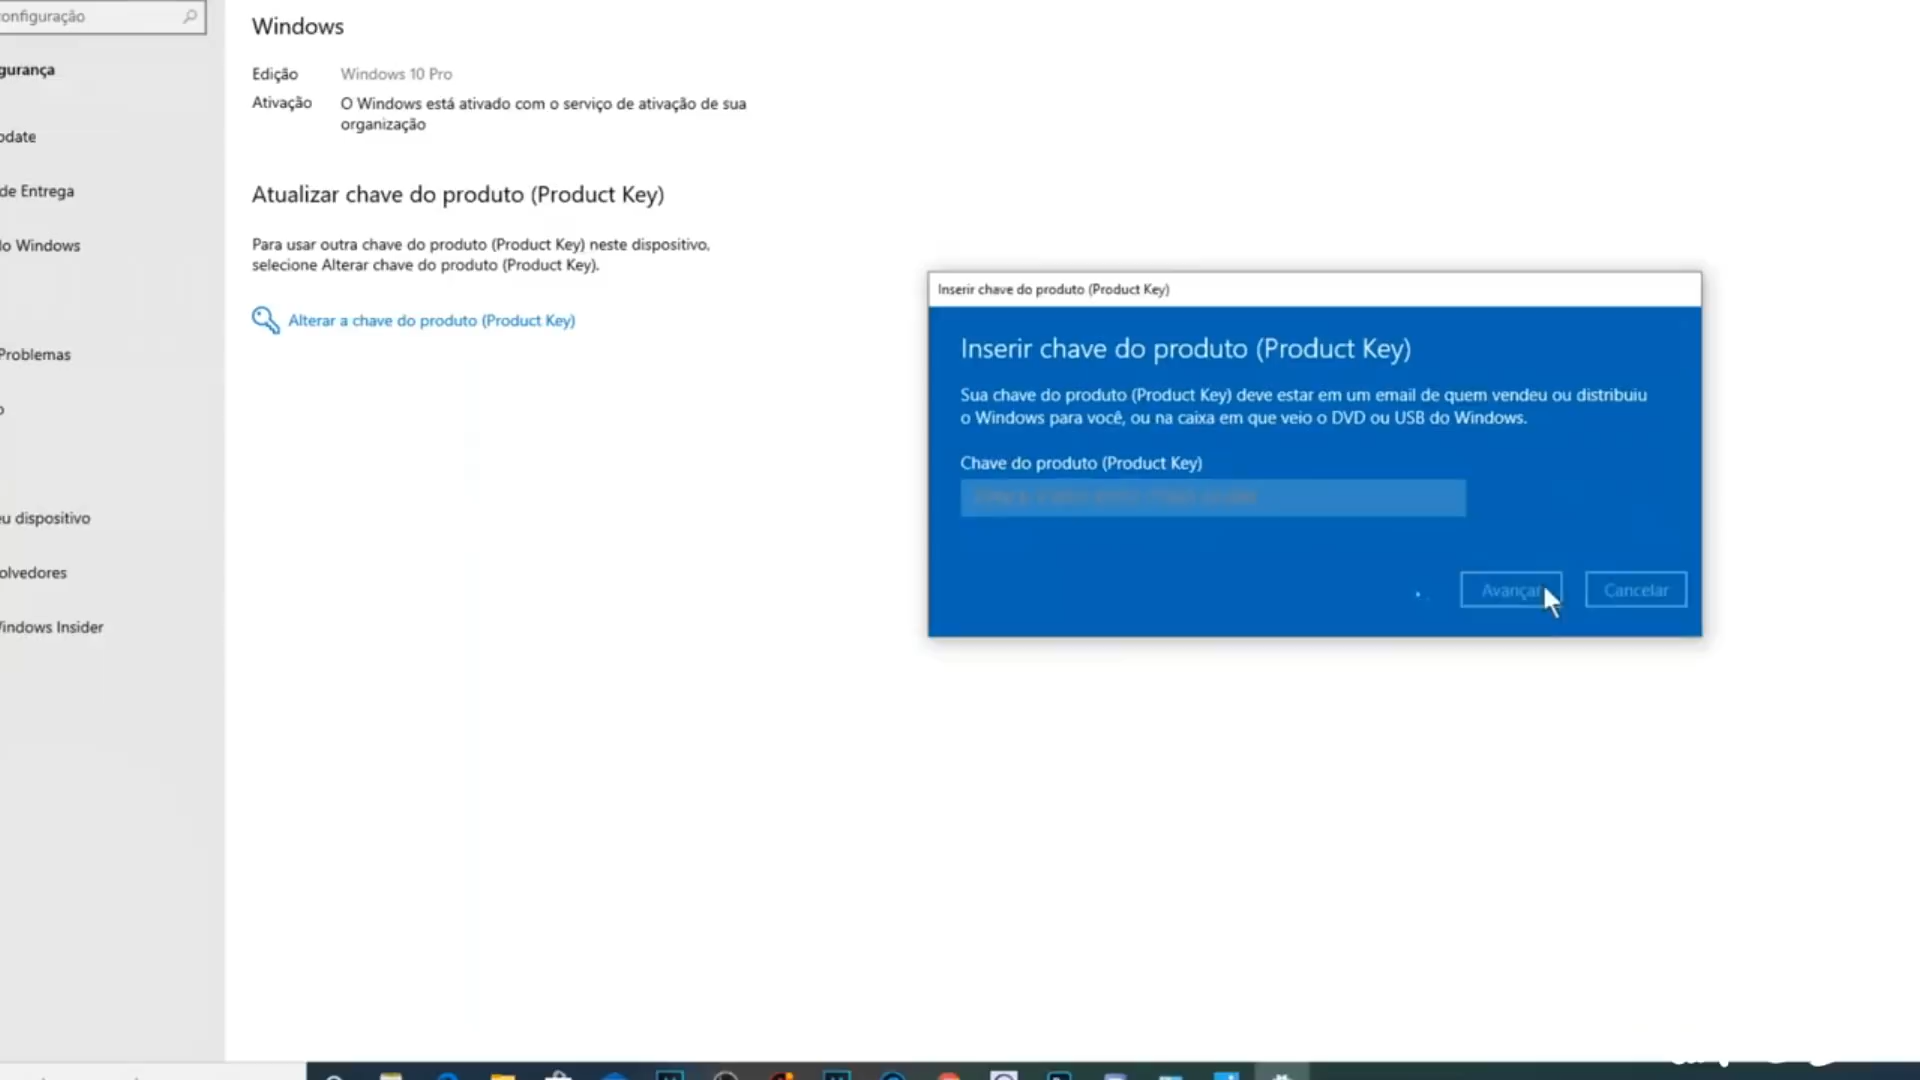 onfiguração
gurança
pdate
de Entrega
lo Windows
Problemas
o
eu dispositivo
olvedores
indows Insider
Windows
Edição Windows 10 Pro
Ativação O Windows está ativado com o serviço de ativação de sua
organização
Atualizar chave do produto (Product Key)
Para usar outra chave do produto (Product Key) neste dispositivo,
selecione Alterar chave do produto (Product Key).
Alterar a chave do produto (Product Key)
Inserir chave do produto (Product Key)
Inserir chave do produto (Product Key)
Sua chave do produto (Product Key) deve estar em um email de quem vendeu ou distribuiu
o Windows para você, ou na caixa em que veio o DVD ou USB do Windows.
Chave do produto (Product Key)
Avançar Cancelar